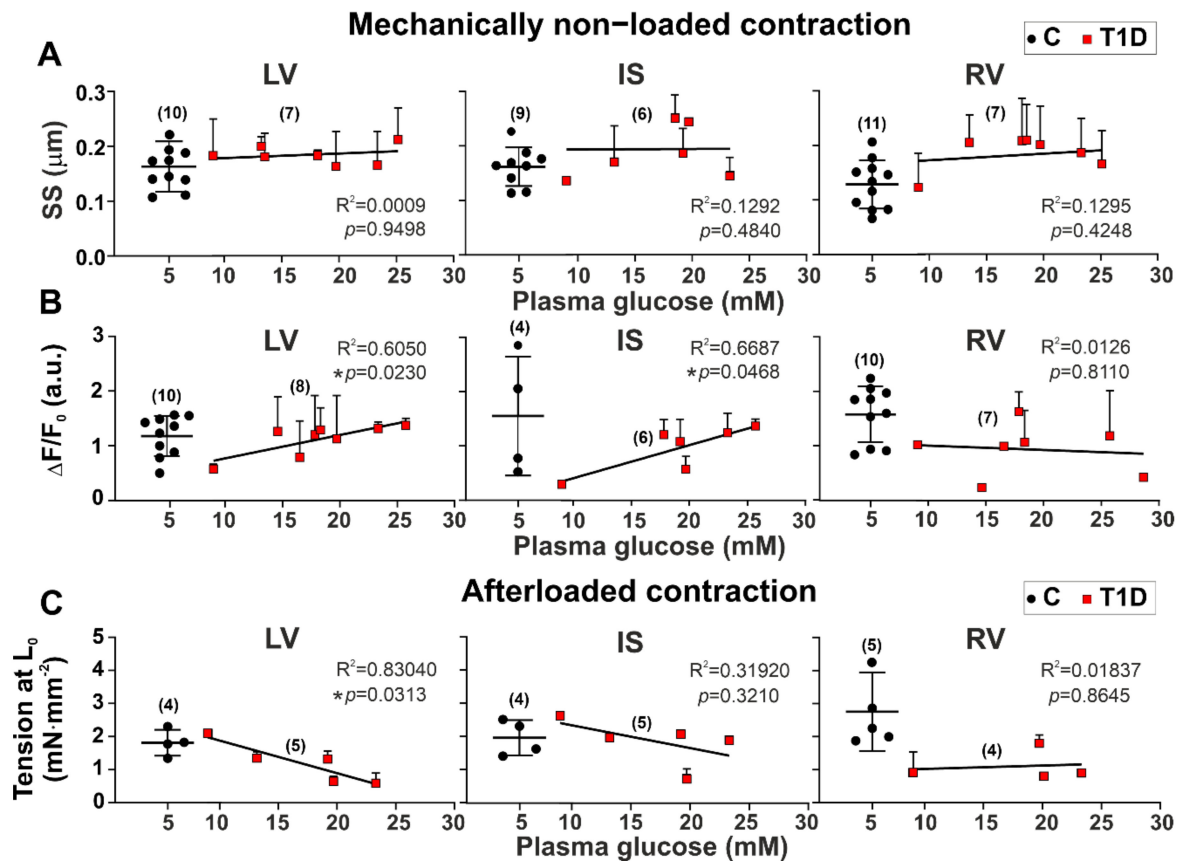 Mechanically non−loaded contraction
C T1D
A
LV IS RV
SS (μm)
0.3
0.2
0.1
0.0
(10) (7)
R²=0.0009
p=0.9498
(9) (6)
R²=0.1292
p=0.4840
(11) (7)
R²=0.1295
p=0.4248
5 10 15 20 25 30 5 10 15 20 25 30 5 10 15 20 25 30
Plasma glucose (mM)
B
LV IS RV
ΔF/F₀ (a.u.)
3
2
1
0
(10) (8)
R²=0.6050
*p=0.0230
(4) (6)
R²=0.6687
*p=0.0468
(10) (7)
R²=0.0126
p=0.8110
5 10 15 20 25 30 5 10 15 20 25 30 5 10 15 20 25 30
Plasma glucose (mM)
Afterloaded contraction
C T1D
C
LV IS RV
Tension at L₀
(mN·mm⁻²)
5
4
3
2
1
0
(4) (5)
R²=0.83040
*p=0.0313
(4) (5)
R²=0.31920
p=0.3210
(5) (4)
R²=0.01837
p=0.8645
5 10 15 20 25 30 5 10 15 20 25 30 5 10 15 20 25 30
Plasma glucose (mM)